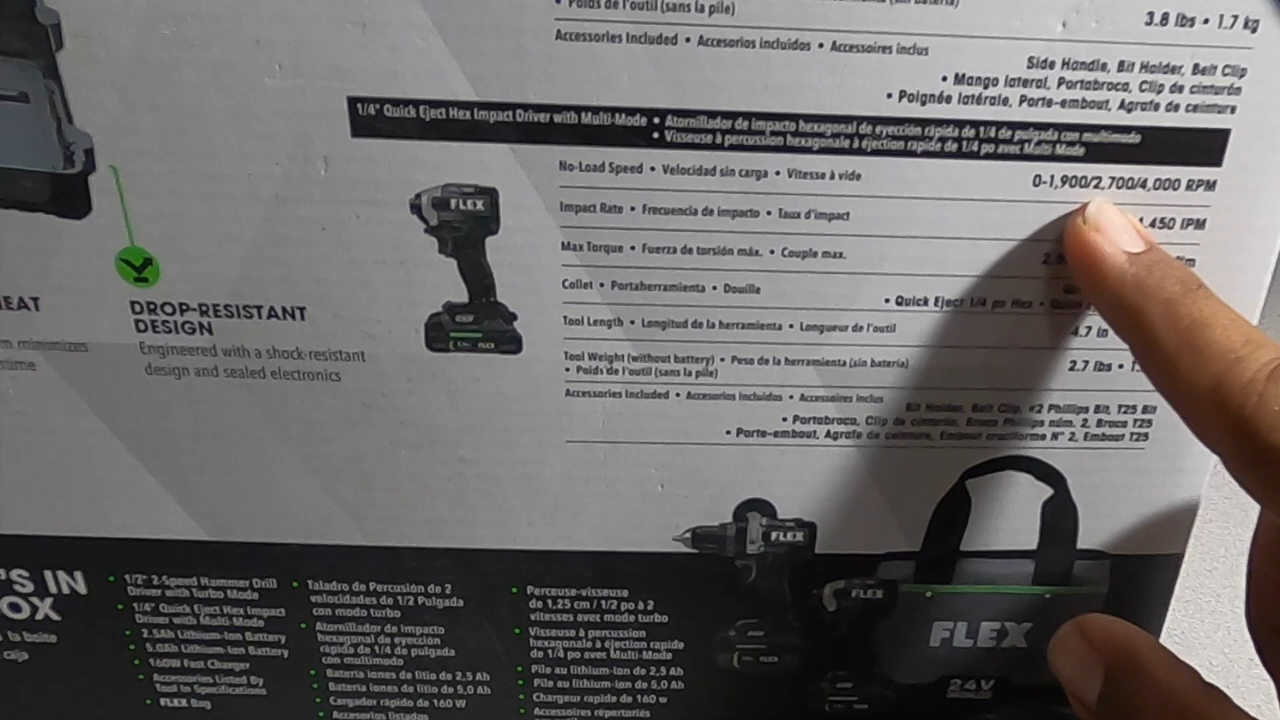 • Poids de l'outil (sans la pile)
3.8 lbs • 1.7 kg
Accessories Included • Accesorios incluidos • Accessoires inclus
Side Handle, Bit Holder, Belt Clip
• Mango lateral, Portabroca, Clip de cinturón
• Poignée latérale, Porte-embout, Agrafe de ceinture
1/4" Quick Eject Hex Impact Driver with Multi-Mode • Atornillador de impacto hexagonal de eyección rápida de 1/4 de pulgada con multimodo
• Visseuse à percussion hexagonale à éjection rapide de 1/4 po avec Multi-Mode
No-Load Speed • Velocidad sin carga • Vitesse à vide
0-1,900/2,700/4,000 RPM
Impact Rate • Frecuencia de impacto • Taux d'impact
450 IPM
Max Torque • Fuerza de torsión máx. • Couple max.
Collet • Portaherramienta • Douille
• Quick Eject 1/4 po Hex •
Tool Length • Longitud de la herramienta • Longueur de l'outil
4.7 in
Tool Weight (without battery) • Peso de la herramienta (sin batería)
• Poids de l'outil (sans la pile)
2.7 lbs •
Accessories Included • Accesorios Incluidos • Accessoires Inclus
Bit Holder, Belt Clip, #2 Phillips Bit, T25 Bit
• Portabroca, Clip de cinturón, Broca Phillips núm. 2, Broca T25
• Porte-embout, Agrafe de ceinture, Embout cruciforme N° 2, Embout T25
FLEX
EAT
m minimizes
time
DROP-RESISTANT
DESIGN
Engineered with a shock-resistant
design and sealed electronics
'S IN
OX
la boîte
caja
• 1/2" 2-Speed Hammer Drill
Driver with Turbo Mode
• 1/4" Quick Eject Hex Impact
Driver with Multi-Mode
• 2.5Ah Lithium-Ion Battery
• 5.0Ah Lithium-Ion Battery
• 160W Fast Charger
• Accessories Listed By
Tool In Specifications
• FLEX Bag
• Taladro de Percusión de 2
velocidades de 1/2 Pulgada
con modo turbo
• Atornillador de impacto
hexagonal de eyección
rápida de 1/4 de pulgada
con multimodo
• Batería iones de litio de 2,5 Ah
• Batería iones de litio de 5,0 Ah
• Cargador rápido de 160 W
• Accesorios listados
• Perceuse-visseuse
de 1,25 cm / 1/2 po à 2
vitesses avec mode turbo
• Visseuse à percussion
hexagonale à éjection rapide
de 1/4 po avec Multi-Mode
• Pile au lithium-ion de 2,5 Ah
• Pile au lithium-ion de 5,0 Ah
• Chargeur rapide de 160 w
• Accessoires répertoriés
FLEX
FLEX
FLEX
FLEX
24V